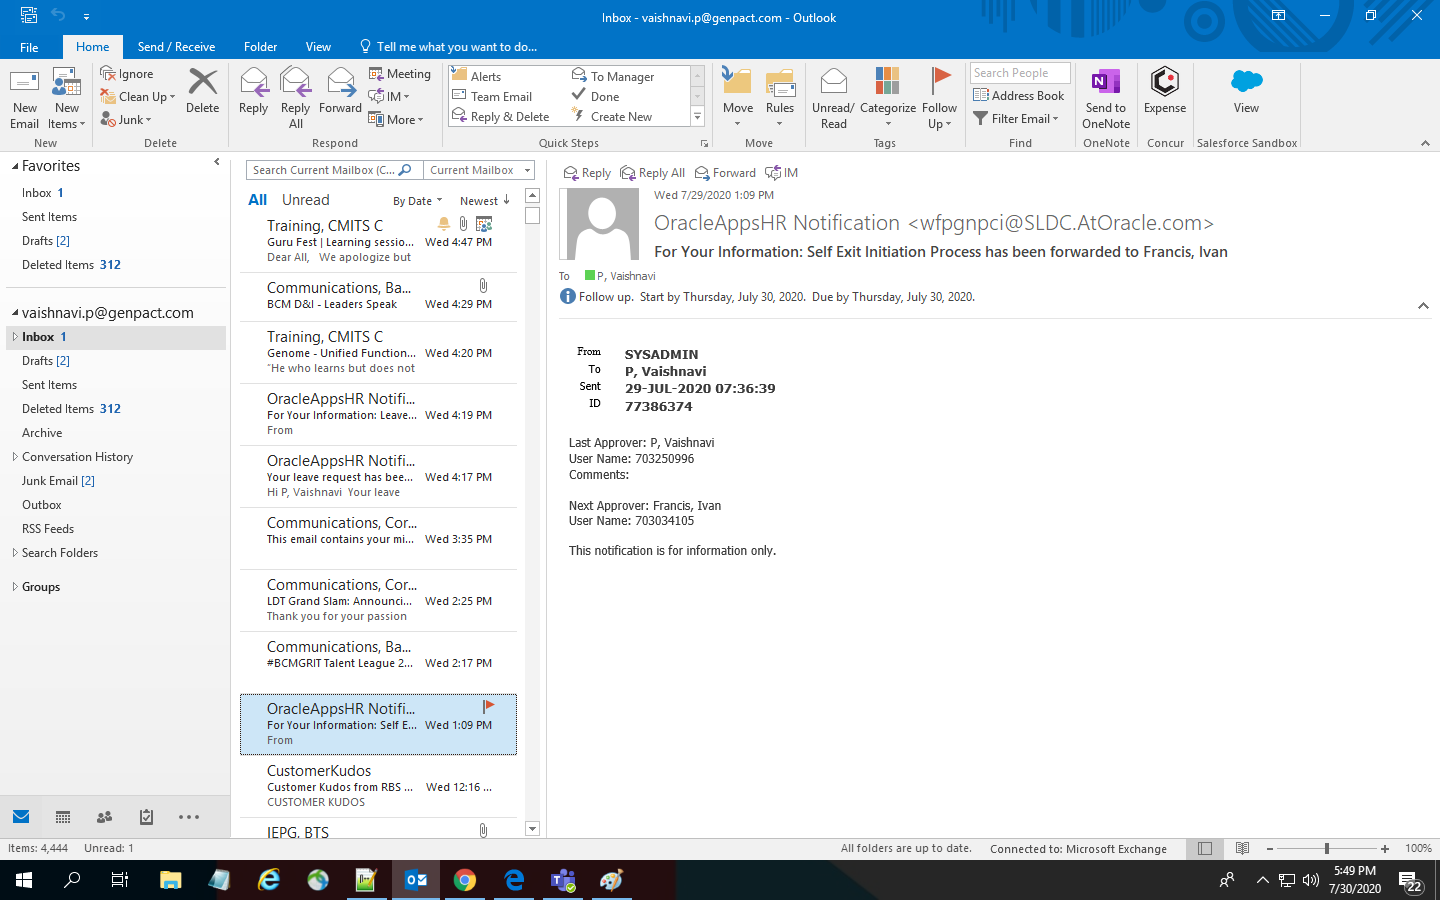 Inbox - vaishnavi.p@genpact.com - Outlook
File
Home
Send / Receive
Folder
View
Tell me what you want to do...
New Email
New Items
New
Ignore
Clean Up
Junk
Delete
Delete
Reply
Reply All
Forward
Meeting
IM
More
Respond
Alerts
Team Email
Reply & Delete
To Manager
Done
Create New
Quick Steps
Move
Rules
Move
Unread/ Read
Categorize
Follow Up
Tags
Search People
Address Book
Filter Email
Find
Send to OneNote
OneNote
Expense
Concur
View
Salesforce Sandbox
Favorites
Inbox 1
Sent Items
Drafts [2]
Deleted Items 312
vaishnavi.p@genpact.com
Inbox 1
Drafts [2]
Sent Items
Deleted Items 312
Archive
Conversation History
Junk Email [2]
Outbox
RSS Feeds
Search Folders
Groups
Search Current Mailbox (C...
Current Mailbox
All Unread
By Date Newest
Training, CMITS C
Guru Fest | Learning sessio... Wed 4:47 PM
Dear All, We apologize but
Communications, Ba...
BCM D&I - Leaders Speak Wed 4:29 PM
Training, CMITS C
Genome - Unified Function... Wed 4:20 PM
"He who learns but does not
OracleAppsHR Notifi...
For Your Information: Leave... Wed 4:19 PM
From
OracleAppsHR Notifi...
Your leave request has bee... Wed 4:17 PM
Hi P, Vaishnavi Your leave
Communications, Cor...
This email contains your mi... Wed 3:35 PM
Communications, Cor...
LDT Grand Slam: Announci... Wed 2:25 PM
Thank you for your passion
Communications, Ba...
#BCMGRIT Talent League 2... Wed 2:17 PM
OracleAppsHR Notifi...
For Your Information: Self E... Wed 1:09 PM
From
CustomerKudos
Customer Kudos from RBS ... Wed 12:16 ...
CUSTOMER KUDOS
IEPG, BTS
Reply Reply All Forward IM
Wed 7/29/2020 1:09 PM
OracleAppsHR Notification <wfpgnpci@SLDC.AtOracle.com>
For Your Information: Self Exit Initiation Process has been forwarded to Francis, Ivan
To P, Vaishnavi
Follow up. Start by Thursday, July 30, 2020. Due by Thursday, July 30, 2020.
From SYSADMIN
To P, Vaishnavi
Sent 29-JUL-2020 07:36:39
ID 77386374
Last Approver: P, Vaishnavi
User Name: 703250996
Comments:
Next Approver: Francis, Ivan
User Name: 703034105
This notification is for information only.
Items: 4,444 Unread: 1
All folders are up to date. Connected to: Microsoft Exchange
100%
5:49 PM
7/30/2020
22